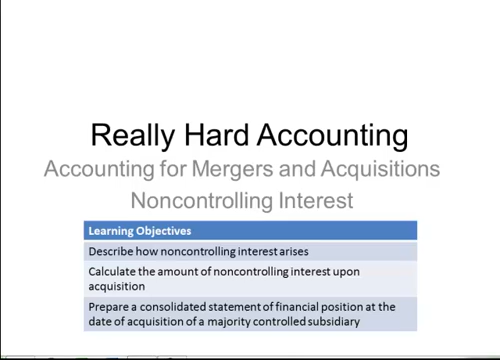 Really Hard Accounting
Accounting for Mergers and Acquisitions
Noncontrolling Interest
Learning Objectives
Describe how noncontrolling interest arises
Calculate the amount of noncontrolling interest upon
acquisition
Prepare a consolidated statement of financial position at the
date of acquisition of a majority controlled subsidiary